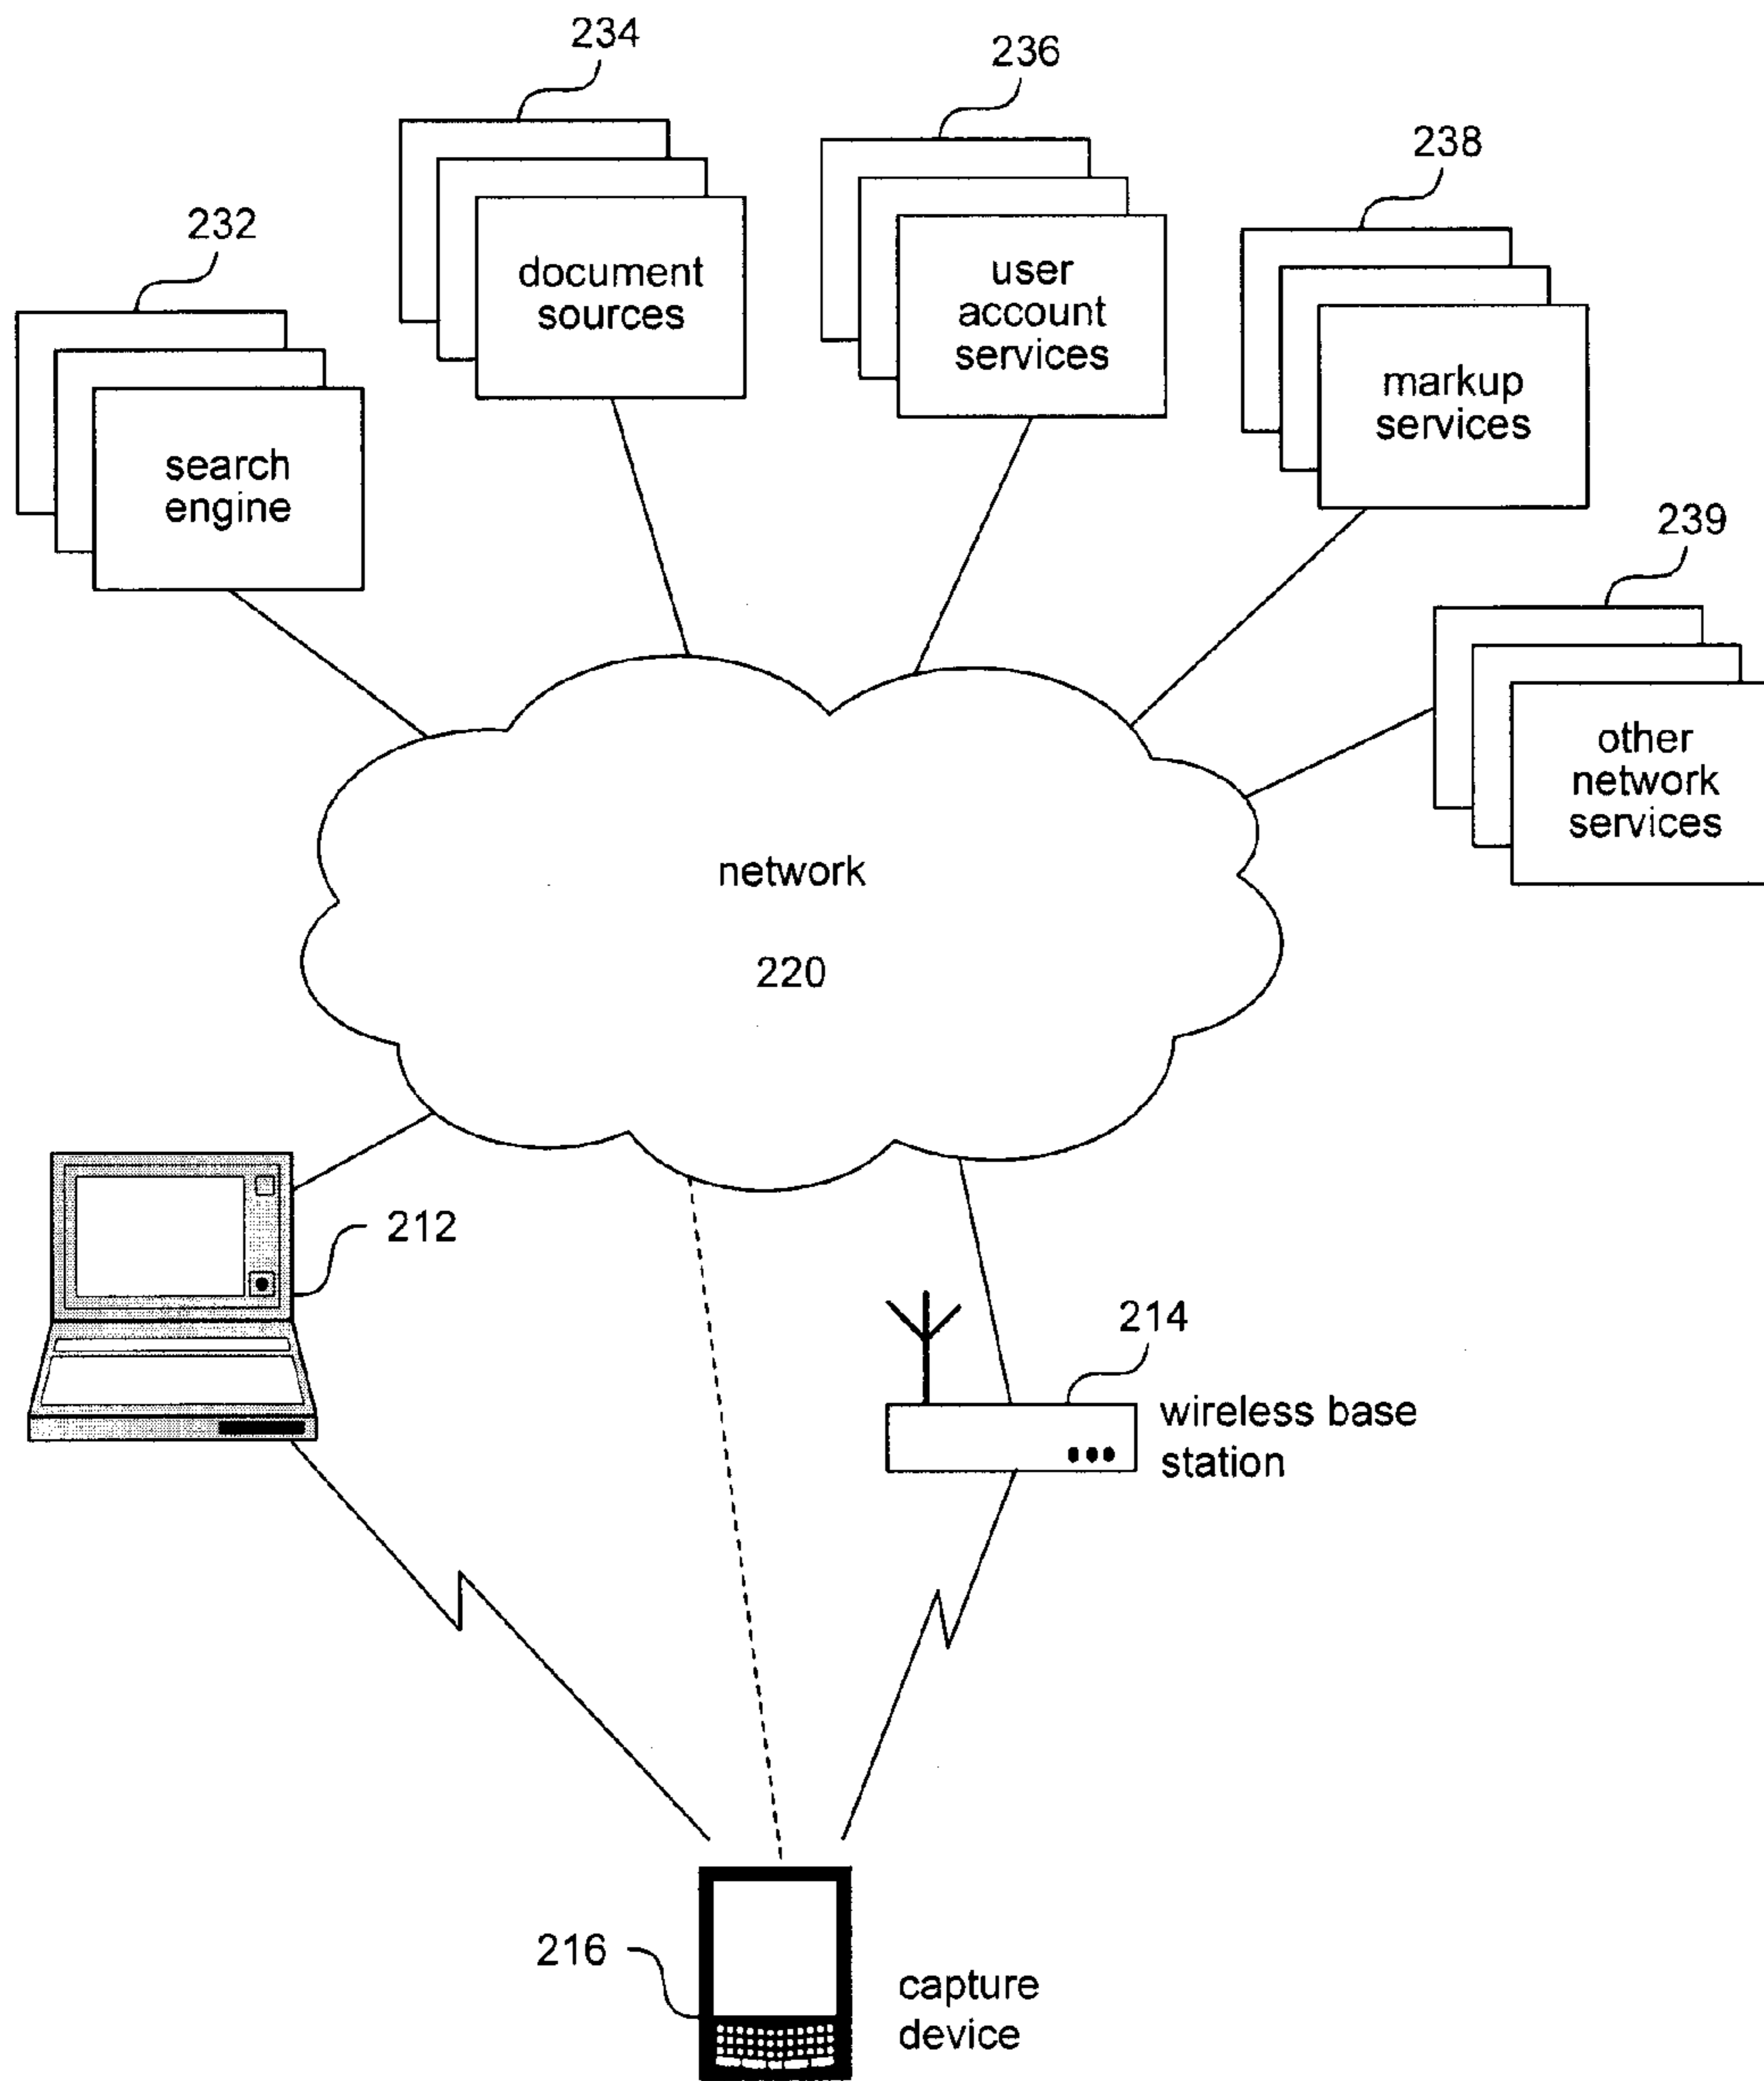 234
236
238
232
document
sources
user
account
services
markup
services
search
engine
239
other
network
services
network
220
212
214
wireless base
station
216
capture
device